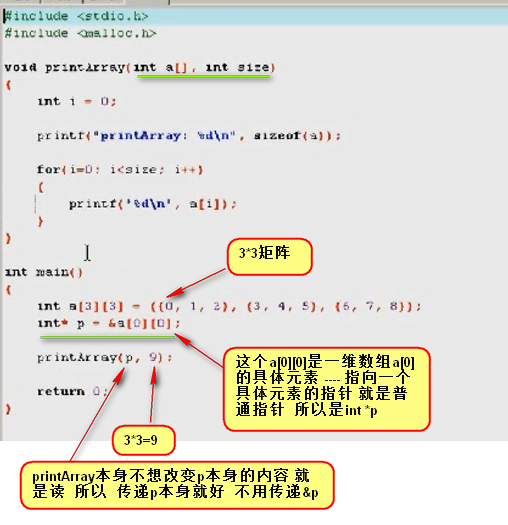 #include <stdio.h>
#include <malloc.h>
void printArray(int a[], int size)
{
int i = 0;
printf("printArray: %d\n", sizeof(a));
for(i=0; i<size; i++)
{
printf("%d\n", a[i]);
}
}
int main()
{
3*3矩阵
int a[3][3] = {{0, 1, 2}, {3, 4, 5}, {6, 7, 8}};
int* p = &a[0][0];
printArray(p, 9);
return 0;
}
这个a[0][0]是一维数组a[0]
的具体元素 ---- 指向一个
具体元素的指针 就是普
通指针 所以是int *p
3*3=9
printArray本身不想改变p本身的内容 就
是读 所以 传递p本身就好 不用传递&p